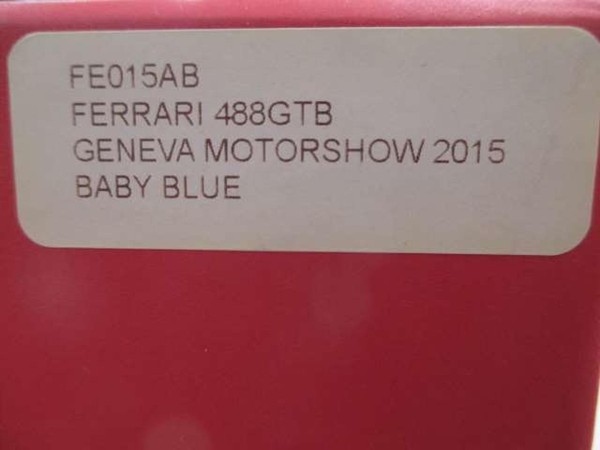 FE015AB
FERRARI 488GTB
GENEVA MOTORSHOW 2015
BABY BLUE